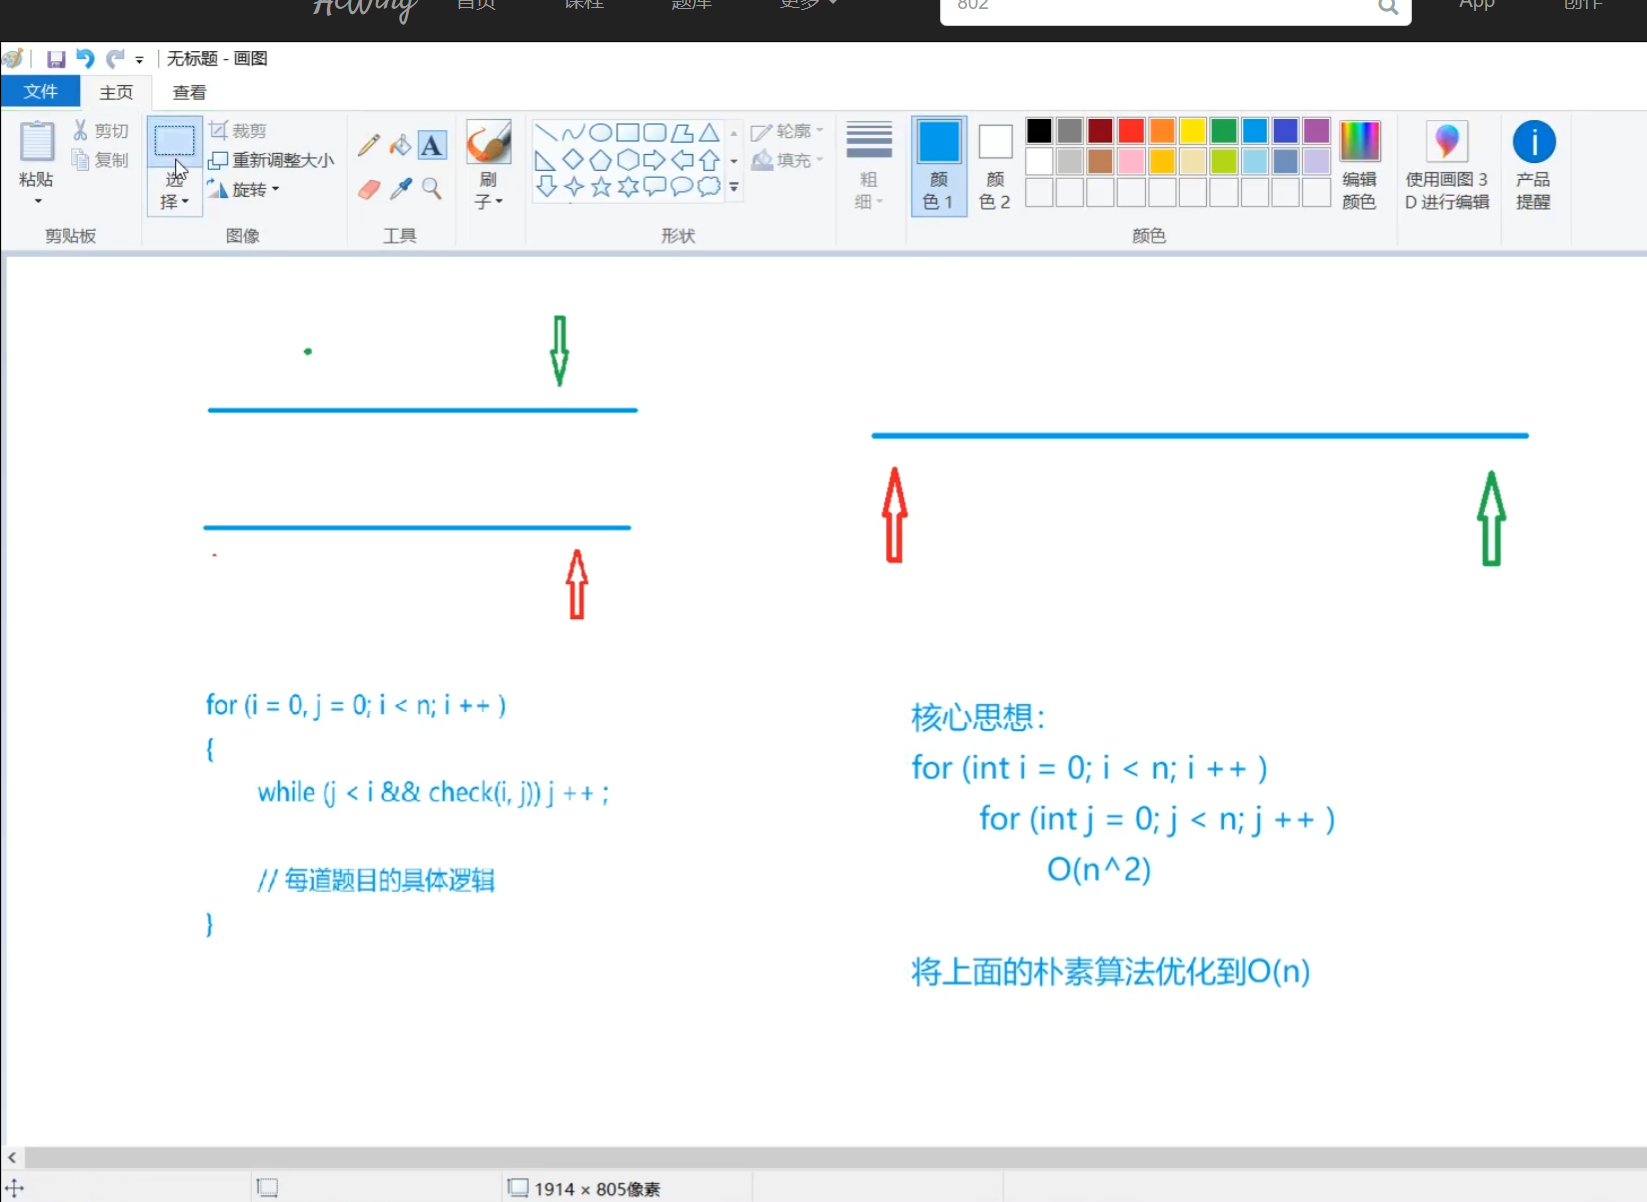 AcWing 首页 课程 题库 更多 802 App 创作
无标题 - 画图
文件 主页 查看
粘贴 剪切 复制 剪贴板
选择 裁剪 重新调整大小 旋转 图像
A 工具
刷子
形状 轮廓 填充
粗细
颜色 1 颜色 2 颜色
编辑颜色
使用画图 3D 进行编辑
产品提醒
for (i = 0, j = 0; i < n; i ++ )
{
while (j < i && check(i, j)) j ++ ;
// 每道题目的具体逻辑
}
核心思想：
for (int i = 0; i < n; i ++ )
for (int j = 0; j < n; j ++ )
O(n^2)
将上面的朴素算法优化到O(n)
1914 × 805像素